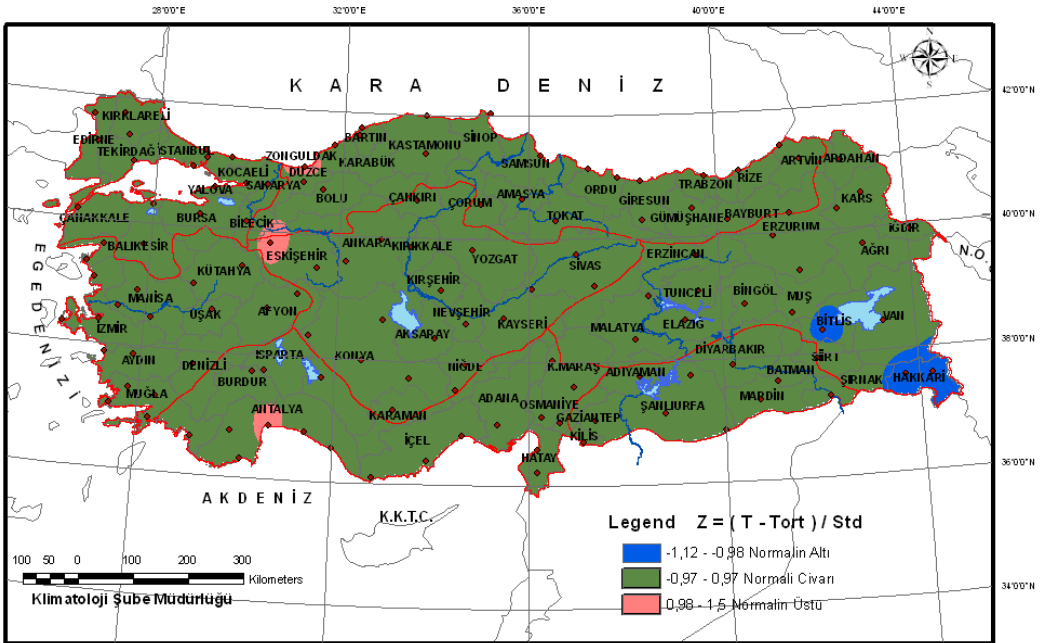 28°0'0"E 32°0'0"E 36°0'0"E 40°0'0"E 44°0'0"E
K A R A D E N İ Z
N
W E
S
42°0'0"N
KIRKLARELİ
EDİRNE
TEKİRDAĞ İSTANBUL
KOCAELİ
YALOVA
SAKARYA
ZONGULDAK
DÜZCE
BARTIN
KARABÜK
KASTAMONU
SİNOP
SAMSUN
ORDU
GİRESUN
TRABZON
RİZE
ARTVİN
ARDAHAN
KARS
BOLU
ÇANKIRI
ÇORUM
AMASYA
TOKAT
GÜMÜŞHANE
BAYBURT
ERZURUM
IĞDIR
AĞRI
40°0'0"N
N.O.
ÇANAKKALE
BURSA
BİLECİK
BALIKESİR
ESKİŞEHİR
ANKARA
KIRIKKALE
YOZGAT
SİVAS
ERZİNCAN
KÜTAHYA
KIRŞEHİR
TUNCELİ
BİNGÖL
MUŞ
E G E D E N İ Z İ
MANİSA
UŞAK
AFYON
İZMİR
NEVŞEHİR
AKSARAY
KAYSERİ
MALATYA
ELAZIĞ
BİTLİS
VAN
38°0'0"N
AYDIN
DENİZLİ
ISPARTA
BURDUR
KONYA
NİĞDE
K.MARAŞ
ADIYAMAN
DİYARBAKIR
SİİRT
BATMAN
ŞIRNAK
HAKKARİ
MUĞLA
ANTALYA
KARAMAN
ADANA
OSMANİYE
GAZİANTEP
ŞANLIURFA
MARDİN
İÇEL
KİLİS
HATAY
36°0'0"N
A K D E N İ Z
K.K.T.C.
Legend Z = ( T - Tort ) / Std
-1,12 - -0,98 Normalin Altı
-0,97 - 0,97 Normali Civarı
0,98 - 1,5 Normalin Üstü
100 50 0 100 200 300
Kilometers
Klimatoloji Şube Müdürlüğü
34°0'0"N